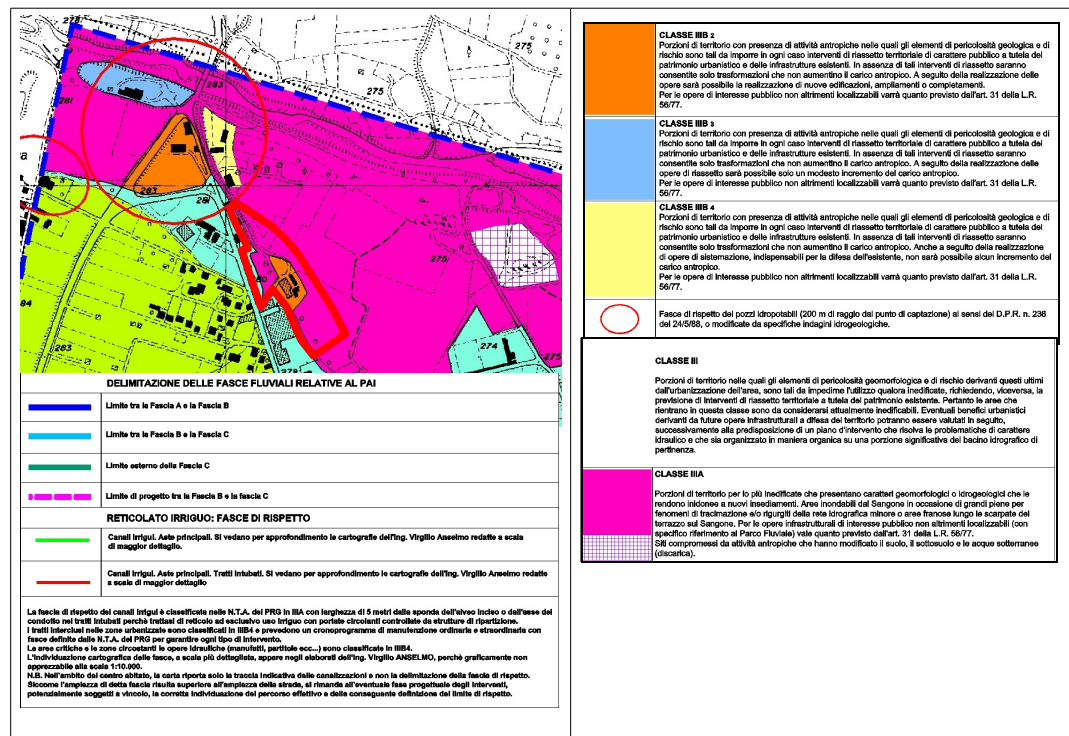 276
275
283
275
281
283
281
80
275
284
283
274
275
279
DELIMITAZIONE DELLE FASCE FLUVIALI RELATIVE AL PAI
Limite tra la Fascia A e la Fascia B
Limite tra la Fascia B e la Fascia C
Limite esterno della Fascia C
Limite di progetto tra la Fascia B e la fascia C
RETICOLATO IRRIGUO: FASCE DI RISPETTO
Canali irrigui. Aste principali. Si vedano per approfondimento le cartografie dell'Ing. Virgilio Anselmo redatte a scala
di maggior dettaglio.
Canali irrigui. Aste principali. Tratti intubati. Si vedano per approfondimento le cartografie dell'Ing. Virgilio Anselmo redatte
a scala di maggior dettaglio
La fascia di rispetto dei canali irrigui è classificata nelle N.T.A. del PRG in IIIA con larghezza di 5 metri dalla sponda dell'alveo inciso o dall'asse del
condotto nei tratti intubati perchè trattasi di reticolo ad esclusivo uso irriguo con portate circolanti controllate da strutture di ripartizione.
I tratti interclusi nelle zone urbanizzate sono classificati in IIIB4 e prevedono un cronoprogramma di manutenzione ordinaria e straordinaria con
fasce definite dalle N.T.A. del PRG per garantire ogni tipo di intervento.
Le aree critiche e le zone circostanti le opere idrauliche (manufatti, partitoie ecc...) sono classificate in IIIB4.
L'individuazione cartografica delle fasce, a scala più dettagliata, appare negli elaborati dell'Ing. Virgilio ANSELMO, perchè graficamente non
apprezzabile alla scala 1:10.000.
N.B. Nell'ambito del centro abitato, la carta riporta solo la traccia indicativa delle canalizzazioni e non la delimitazione della fascia di rispetto.
Siccome l'ampiezza di detta fascia risulta superiore all'ampiezza della strada, si rimanda all'eventuale fase progettuale degli interventi,
potenzialmente soggetti a vincolo, la corretta individuazione del percorso effettivo e della conseguente definizione del limite di rispetto.
CLASSE IIIB 2
Porzioni di territorio con presenza di attività antropiche nelle quali gli elementi di pericolosità geologica e di
rischio sono tali da imporre in ogni caso interventi di riassetto territoriale di carattere pubblico a tutela del
patrimonio urbanistico e delle infrastrutture esistenti. In assenza di tali interventi di riassetto saranno
consentite solo trasformazioni che non aumentino il carico antropico. A seguito della realizzazione delle
opere sarà possibile la realizzazione di nuove edificazioni, ampliamenti o completamenti.
Per le opere di interesse pubblico non altrimenti localizzabili varrà quanto previsto dall'art. 31 della L.R.
56/77.
CLASSE IIIB 3
Porzioni di territorio con presenza di attività antropiche nelle quali gli elementi di pericolosità geologica e di
rischio sono tali da imporre in ogni caso interventi di riassetto territoriale di carattere pubblico a tutela del
patrimonio urbanistico e delle infrastrutture esistenti. In assenza di tali interventi di riassetto saranno
consentite solo trasformazioni che non aumentino il carico antropico. A seguito della realizzazione delle
opere di riassetto sarà possibile solo un modesto incremento del carico antropico.
Per le opere di interesse pubblico non altrimenti localizzabili varrà quanto previsto dall'art. 31 della L.R.
56/77.
CLASSE IIIB 4
Porzioni di territorio con presenza di attività antropiche nelle quali gli elementi di pericolosità geologica e di
rischio sono tali da imporre in ogni caso interventi di riassetto territoriale di carattere pubblico a tutela del
patrimonio urbanistico e delle infrastrutture esistenti. In assenza di tali interventi di riassetto saranno
consentite solo trasformazioni che non aumentino il carico antropico. Anche a seguito della realizzazione
di opere di sistemazione, indispensabili per la difesa dell'esistente, non sarà possibile alcun incremento del
carico antropico.
Per le opere di interesse pubblico non altrimenti localizzabili varrà quanto previsto dall'art. 31 della L.R.
56/77.
Fasce di rispetto dei pozzi idropotabili (200 m di raggio dal punto di captazione) ai sensi dei D.P.R. n. 236
del 24/5/88, o modificate da specifiche indagini idrogeologiche.
CLASSE III
Porzioni di territorio nelle quali gli elementi di pericolosità geomorfologica e di rischio derivanti questi ultimi
dall'urbanizzazione dell'area, sono tali da impedirne l'utilizzo qualora inedificate, richiedendo, viceversa, la
previsione di interventi di riassetto territoriale a tutela del patrimonio esistente. Pertanto le aree che
rientrano in questa classe sono da considerarsi attualmente inedificabili. Eventuali benefici urbanistici
derivanti da future opere infrastrutturali a difesa del territorio potranno essere valutati in seguito,
successivamente alla predisposizione di un piano d'intervento che risolva le problematiche di carattere
idraulico e che sia organizzato in maniera organica su una porzione significativa del bacino idrografico di
pertinenza.
CLASSE IIIA
Porzioni di territorio per lo più inedificate che presentano caratteri geomorfologici o idrogeologici che le
rendono inidonee a nuovi insediamenti. Aree inondabili dal Sangone in occasione di grandi piene per
fenomeni di tracimazione e/o rigurgiti della rete idrografica minore o aree franose lungo le scarpate del
terrazzo sul Sangone. Per le opere infrastrutturali di interesse pubblico non altrimenti localizzabili (con
specifico riferimento al Parco Fluviale) vale quanto previsto dall'art. 31 della L.R. 56/77.
Siti compromessi da attività antropiche che hanno modificato il suolo, il sottosuolo e le acque sotterranee
(discarica).